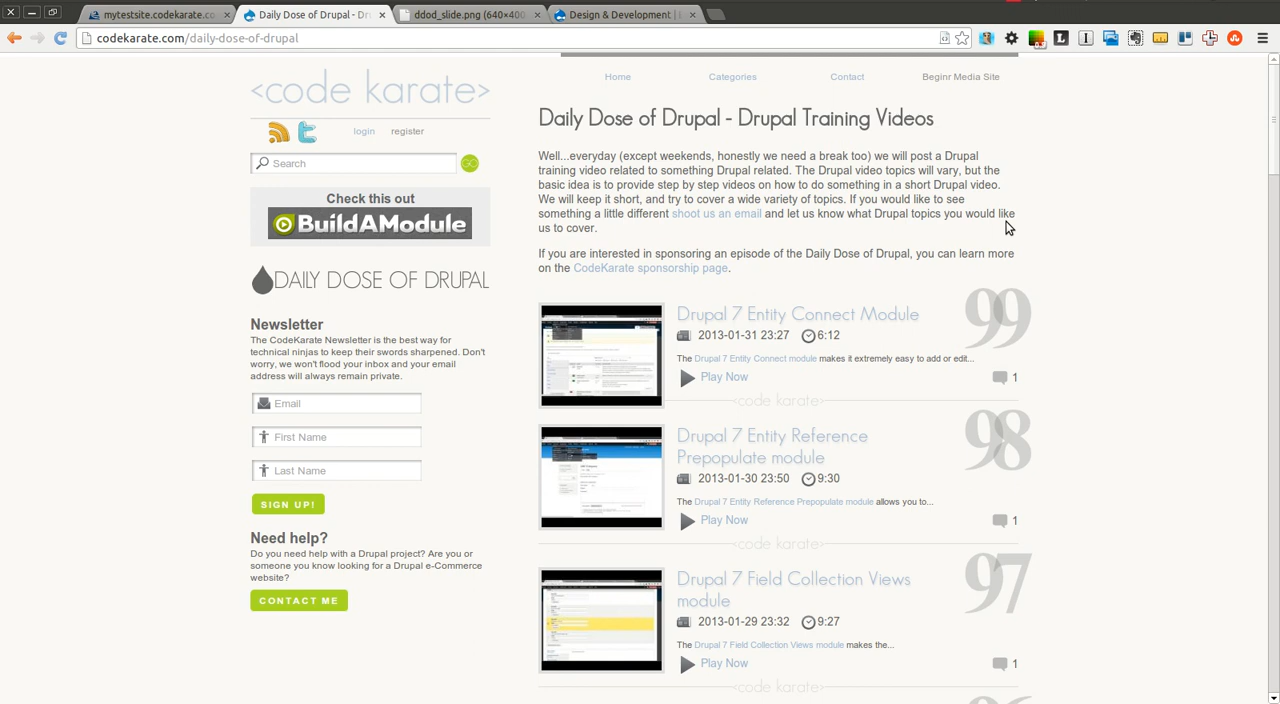 mytestsite.codekarate.co
Daily Dose of Drupal - Dr
ddod_slide.png (640×400
Design & Development |
codekarate.com/daily-dose-of-drupal
<code karate>
login register
Search GO
Check this out
BuildAModule
DAILY DOSE OF DRUPAL
Newsletter
The CodeKarate Newsletter is the best way for
technical ninjas to keep their swords sharpened. Don't
worry, we won't flood your inbox and your email
address will always remain private.
Email
First Name
Last Name
SIGN UP!
Need help?
Do you need help with a Drupal project? Are you or
someone you know looking for a Drupal e-Commerce
website?
CONTACT ME
Home Categories Contact Beginr Media Site
Daily Dose of Drupal - Drupal Training Videos
Well...everyday (except weekends, honestly we need a break too) we will post a Drupal
training video related to something Drupal related. The Drupal video topics will vary, but the
basic idea is to provide step by step videos on how to do something in a short Drupal video.
We will keep it short, and try to cover a wide variety of topics. If you would like to see
something a little different shoot us an email and let us know what Drupal topics you would like
us to cover.
If you are interested in sponsoring an episode of the Daily Dose of Drupal, you can learn more
on the CodeKarate sponsorship page.
Drupal 7 Entity Connect Module
99
2013-01-31 23:27 6:12
The Drupal 7 Entity Connect module makes it extremely easy to add or edit...
Play Now 1
<code karate>
Drupal 7 Entity Reference
Prepopulate module
98
2013-01-30 23:50 9:30
The Drupal 7 Entity Reference Prepopulate module allows you to...
Play Now 1
<code karate>
Drupal 7 Field Collection Views
module
97
2013-01-29 23:32 9:27
The Drupal 7 Field Collection Views module makes the...
Play Now 1
<code karate>